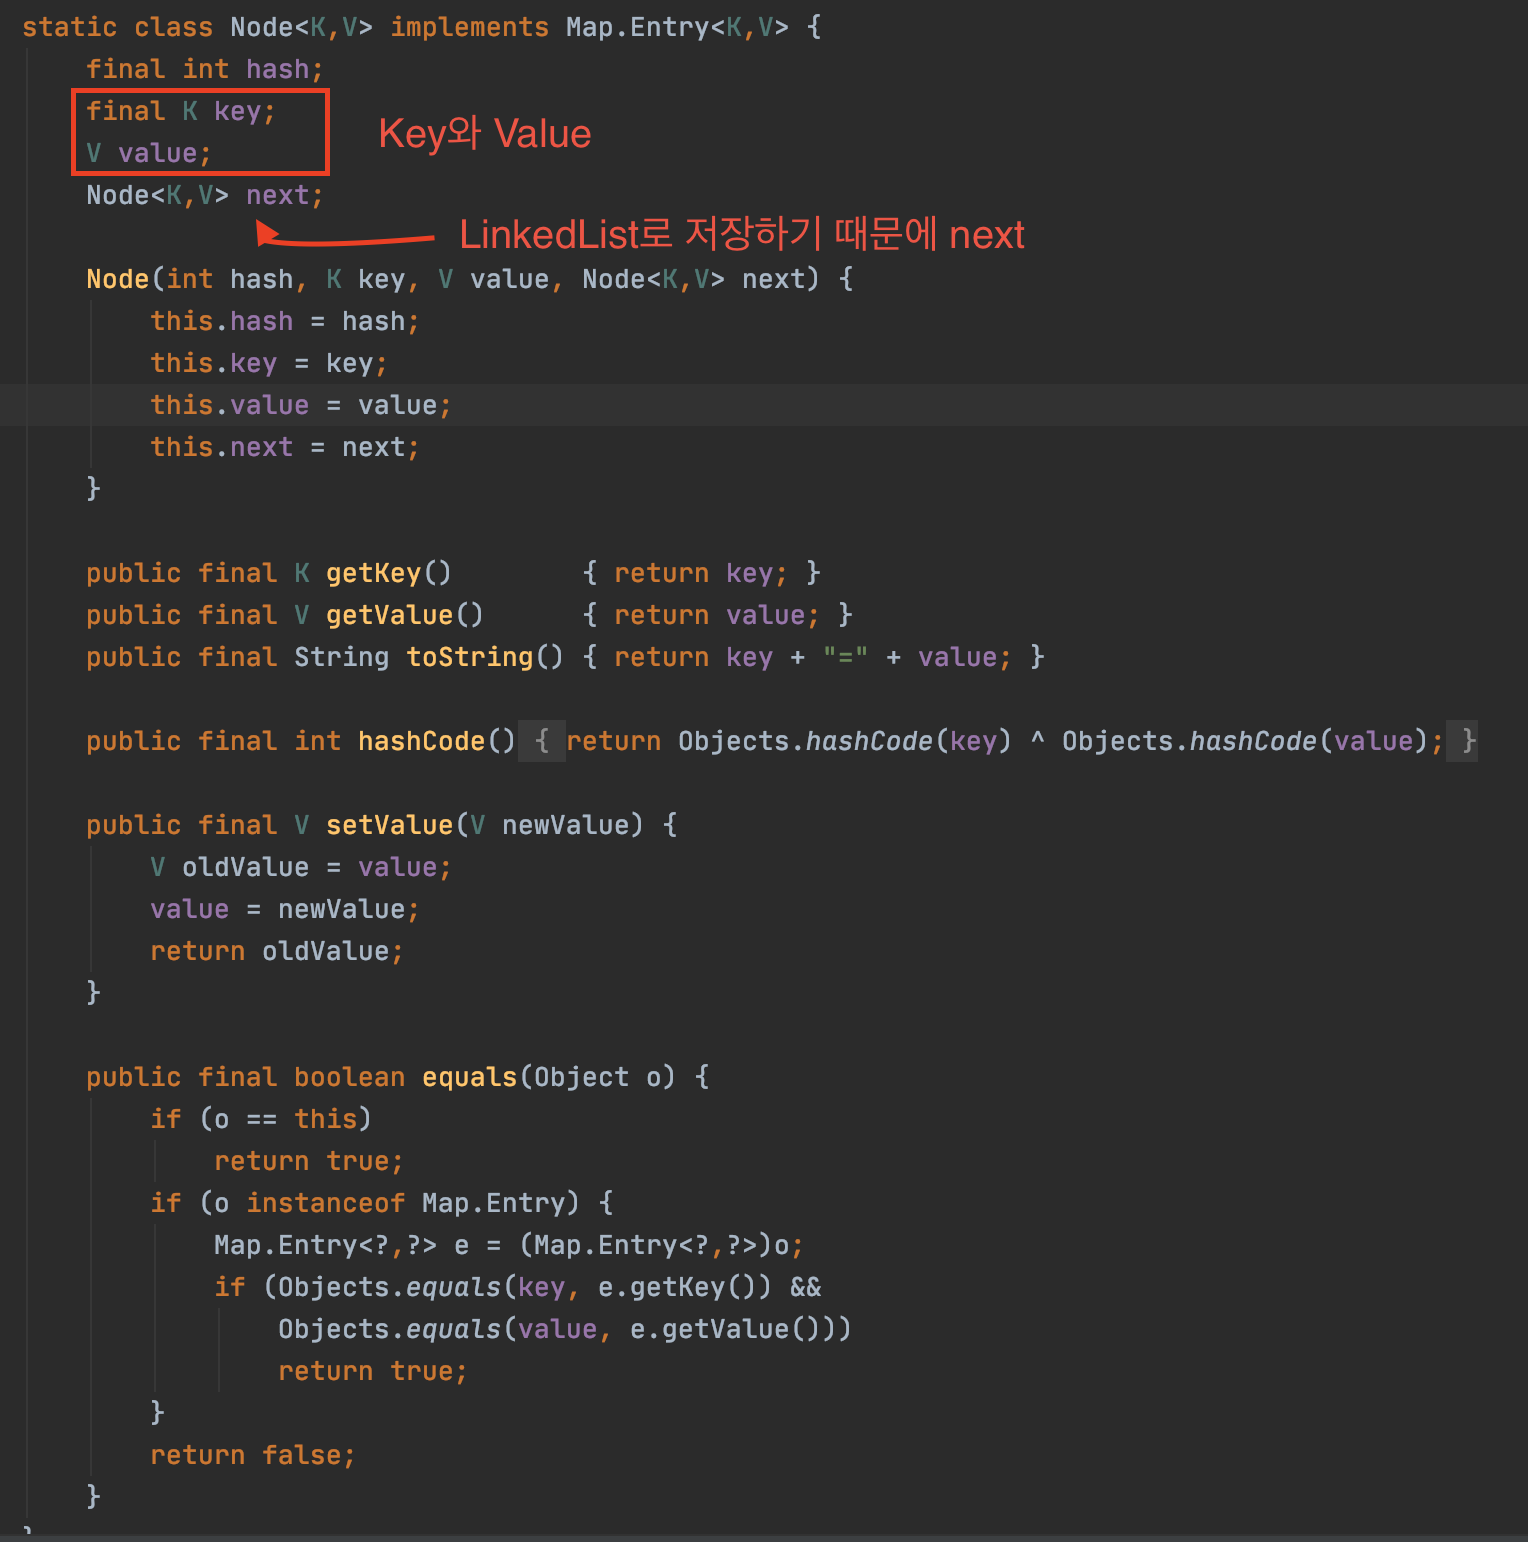 static class Node<K,V> implements Map.Entry<K,V> {
final int hash;
final K key;
V value;
Key와 Value
Node<K,V> next;
LinkedList로 저장하기 때문에 next
Node(int hash, K key, V value, Node<K,V> next) {
this.hash = hash;
this.key = key;
this.value = value;
this.next = next;
}
public final K getKey() { return key; }
public final V getValue() { return value; }
public final String toString() { return key + "=" + value; }
public final int hashCode() { return Objects.hashCode(key) ^ Objects.hashCode(value); }
public final V setValue(V newValue) {
V oldValue = value;
value = newValue;
return oldValue;
}
public final boolean equals(Object o) {
if (o == this)
return true;
if (o instanceof Map.Entry) {
Map.Entry<?,?> e = (Map.Entry<?,?>)o;
if (Objects.equals(key, e.getKey()) &&
Objects.equals(value, e.getValue()))
return true;
}
return false;
}
}